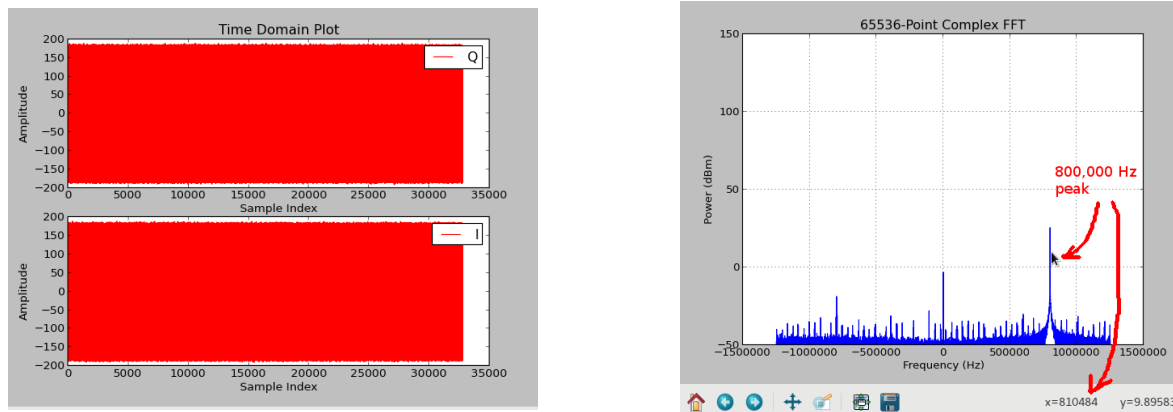 Time Domain Plot
200
150
100
50
0
−50
−100
−150
−200
Amplitude
Q
0 5000 10000 15000 20000 25000 30000 35000
Sample Index
200
150
100
50
0
−50
−100
−150
−200
Amplitude
I
0 5000 10000 15000 20000 25000 30000 35000
Sample Index
65536-Point Complex FFT
150
100
50
0
−50
Power (dBm)
800,000 Hz
peak
−1500000 −1000000 −500000 0 500000 1000000 1500000
Frequency (Hz)
x=810484 y=9.8958